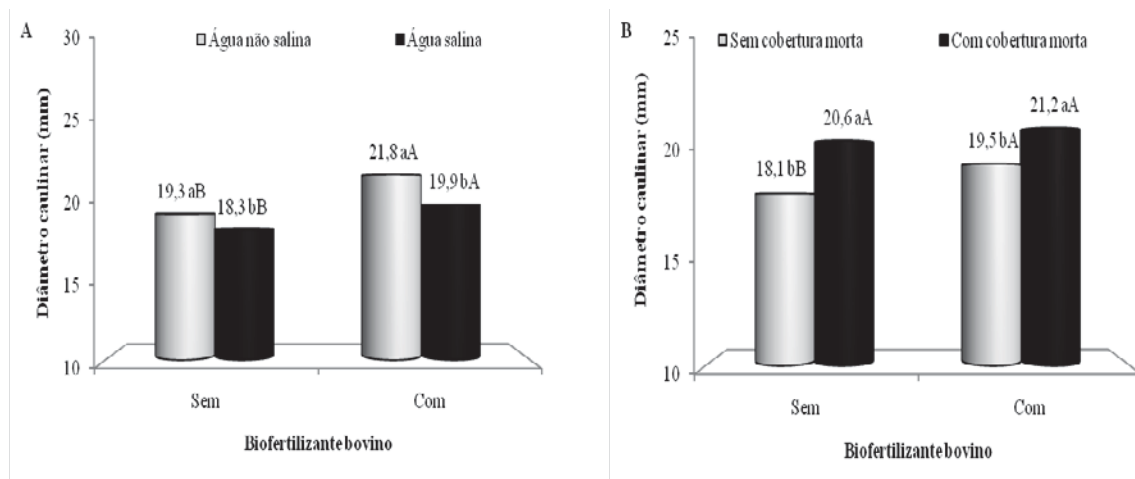 A
Água não salina Água salina
Diâmetro caulinar (mm)
30
25
20
15
10
19,3 aB
18,3 bB
21,8 aA
19,9 bA
Sem Com
Biofertilizante bovino
B
Sem cobertura morta Com cobertura morta
Diâmetro caulinar (mm)
25
20
15
10
18,1 bB
20,6 aA
19,5 bA
21,2 aA
Sem Com
Biofertilizante bovino